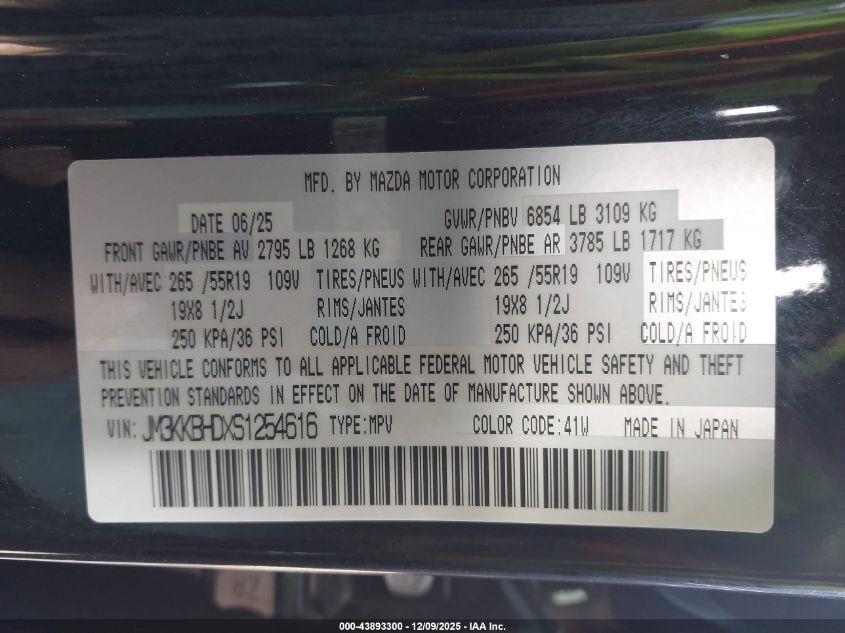 MFD. BY MAZDA MOTOR CORPORATION
DATE 06/25 GVWR/PNBV 6854 LB 3109 KG
FRONT GAWR/PNBE AV 2795 LB 1268 KG REAR GAWR/PNBE AR 3785 LB 1717 KG
WITH/AVEC 265 /55R19 109V TIRES/PNEUS WITH/AVEC 265 /55R19 109V TIRES/PNEUS
19X8 1/2J RIMS/JANTES 19X8 1/2J RIMS/JANTES
250 KPA/36 PSI COLD/A FROID 250 KPA/36 PSI COLD/A FROID
THIS VEHICLE CONFORMS TO ALL APPLICABLE FEDERAL MOTOR VEHICLE SAFETY AND THEFT
PREVENTION STANDARDS IN EFFECT ON THE DATE OF MANUFACTURE SHOWN ABOVE.
VIN: JM3KKBHDXS1254616 TYPE:MPV COLOR CODE:41W MADE IN JAPAN
000-43893300 - 12/09/2025 - IAA Inc.